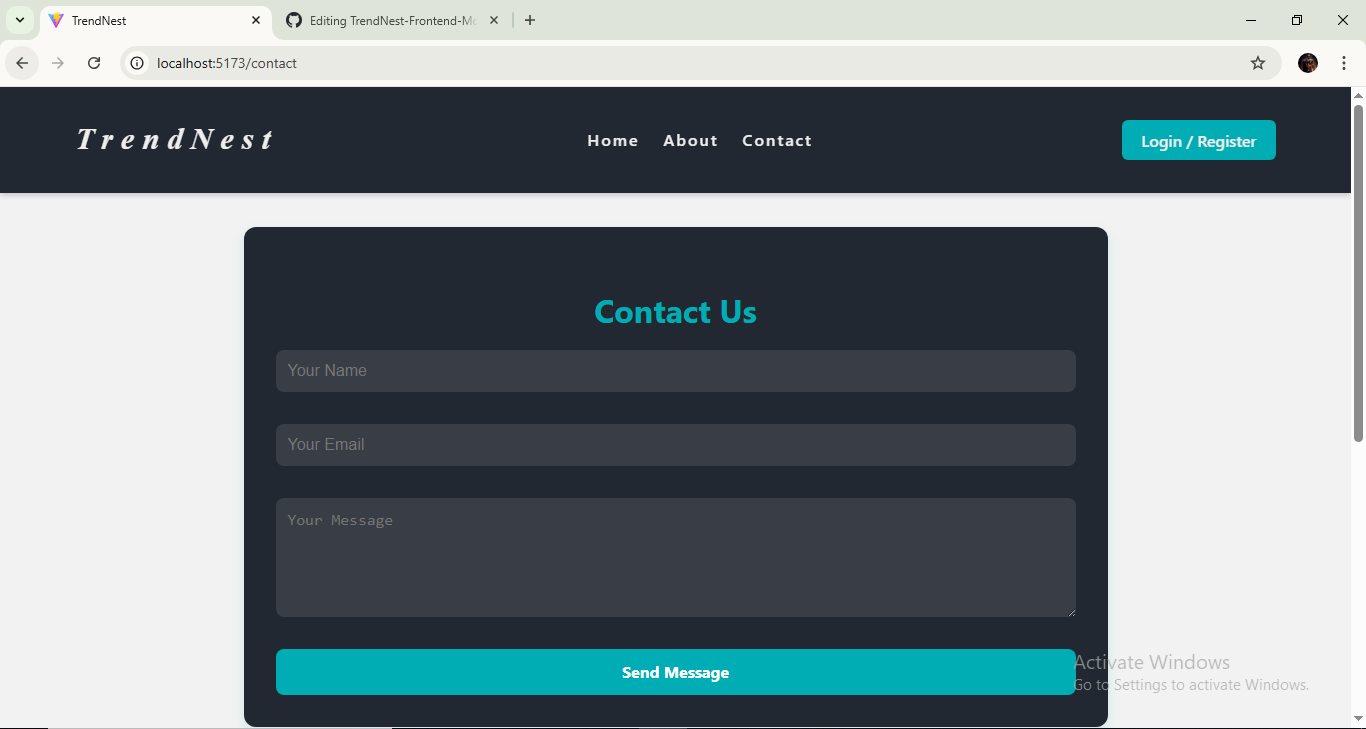 TrendNest
Editing TrendNest-Frontend-Mo
localhost:5173/contact
TrendNest
Home About Contact
Login / Register
Contact Us
Your Name
Your Email
Your Message
Send Message
Activate Windows
Go to Settings to activate Windows.